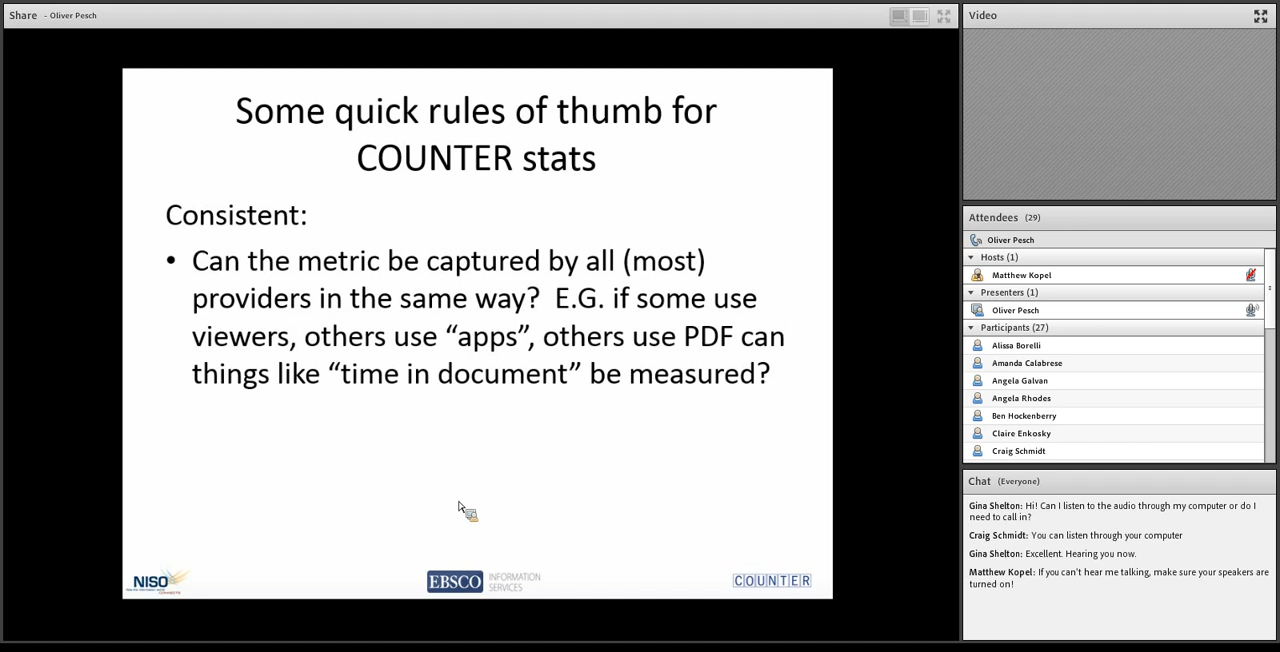 Share - Oliver Pesch
Some quick rules of thumb for
COUNTER stats
Consistent:
• Can the metric be captured by all (most)
providers in the same way?  E.G. if some use
viewers, others use “apps”, others use PDF can
things like “time in document” be measured?
NISO
EBSCO INFORMATION
SERVICES
COUNTER
Video
Attendees (29)
Oliver Pesch
Hosts (1)
Matthew Kopel
Presenters (1)
Oliver Pesch
Participants (27)
Alissa Borelli
Amanda Calabrese
Angela Galvan
Angela Rhodes
Ben Hockenberry
Claire Enkosky
Craig Schmidt
Chat (Everyone)
Gina Shelton: Hi! Can I listen to the audio through my computer or do I
need to call in?
Craig Schmidt: You can listen through your computer
Gina Shelton: Excellent. Hearing you now.
Matthew Kopel: If you can't hear me talking, make sure your speakers are
turned on!